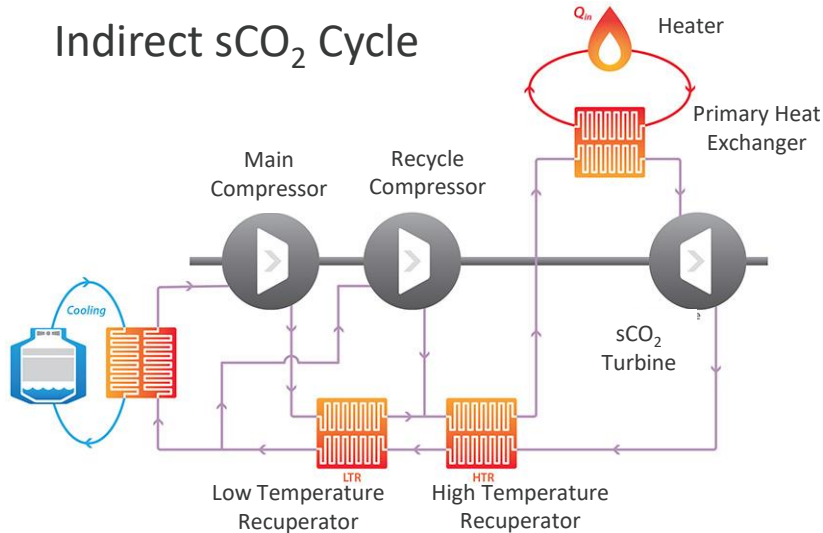 Indirect sCO₂ Cycle
Q_in
Heater
Primary Heat
Exchanger
Main
Compressor
Recycle
Compressor
Cooling
e
sCO₂
Turbine
LTR
HTR
Low Temperature
Recuperator
High Temperature
Recuperator